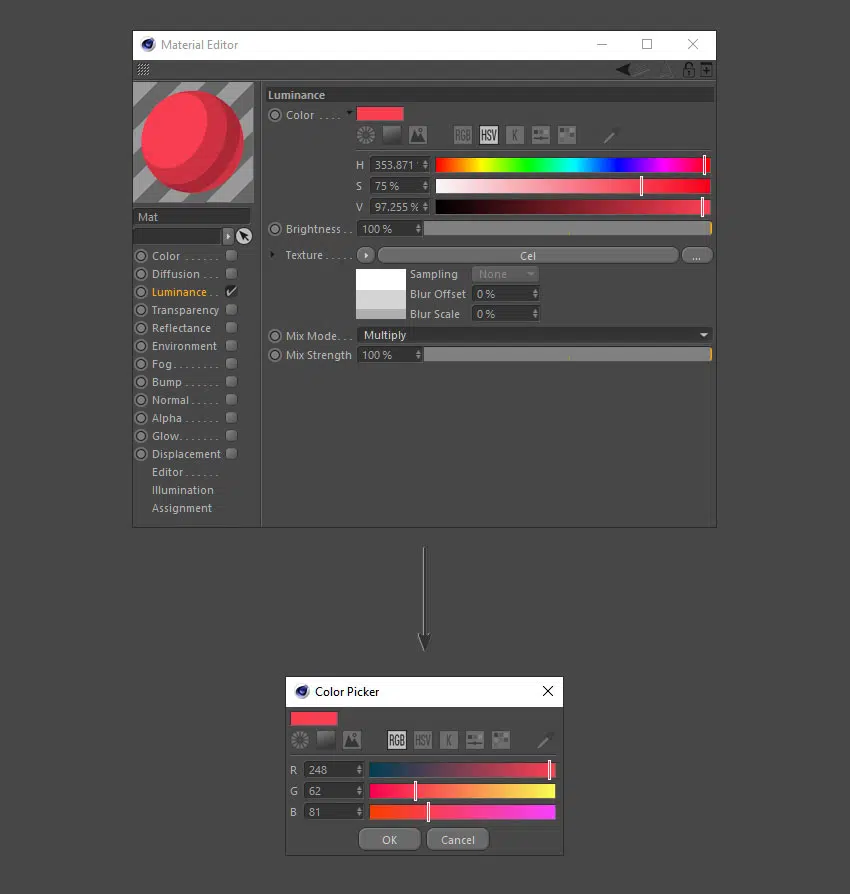 Material Editor
Luminance
Color . . . .
RGB HSV K
H 353.871 °
S 75 %
V 97.255 %
Mat
Brightness . . 100 %
Color . . . . . .
Texture . . . . . Cel ...
Diffusion . . .
Sampling None
Luminance . .
Blur Offset 0 %
Transparency
Blur Scale 0 %
Reflectance
Mix Mode. . . Multiply
Environment
Mix Strength 100 %
Fog. . . . . . . .
Bump . . . . . .
Normal . . . . .
Alpha . . . . . .
Glow. . . . . . .
Displacement
Editor . . . . . .
Illumination
Assignment
Color Picker
RGB HSV K
R 248
G 62
B 81
OK Cancel